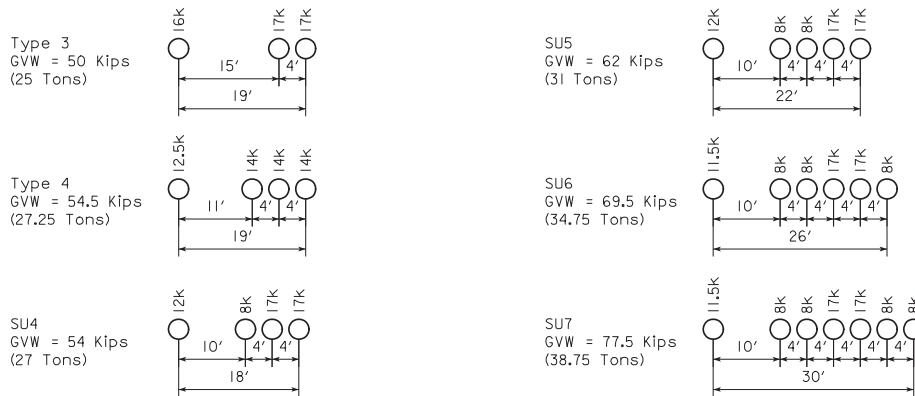 Type 3
GVW = 50 Kips
(25 Tons)
16k 17k 17k
15' 4'
19'
Type 4
GVW = 54.5 Kips
(27.25 Tons)
12.5k 14k 14k 14k
11' 4' 4'
19'
SU4
GVW = 54 Kips
(27 Tons)
12k 8k 17k 17k
10' 4' 4'
18'
SU5
GVW = 62 Kips
(31 Tons)
12k 8k 8k 17k 17k
10' 4' 4' 4'
22'
SU6
GVW = 69.5 Kips
(34.75 Tons)
11.5k 8k 8k 17k 17k 8k
10' 4' 4' 4' 4'
26'
SU7
GVW = 77.5 Kips
(38.75 Tons)
11.5k 8k 8k 17k 17k 8k 8k
10' 4' 4' 4' 4' 4'
30'